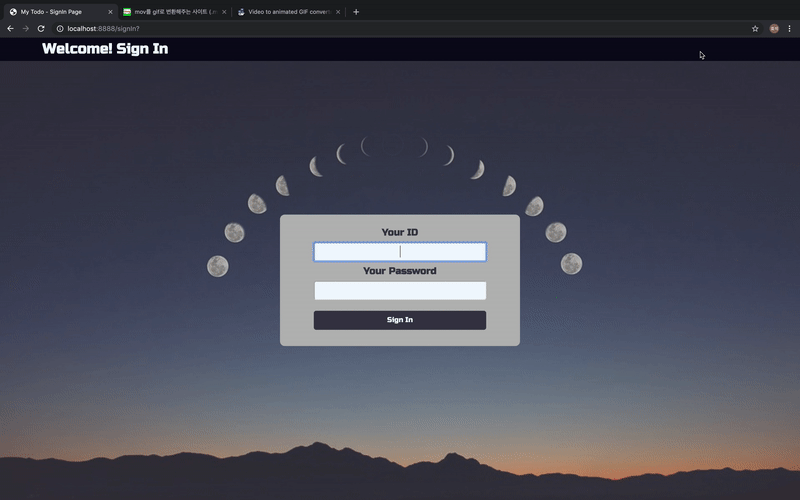 My Todo - SignIn Page
mov를 gif로 변환해주는 사이트 (.m
Video to animated GIF converte
localhost:8888/signIn?
Welcome! Sign In
Your ID
Your Password
Sign In